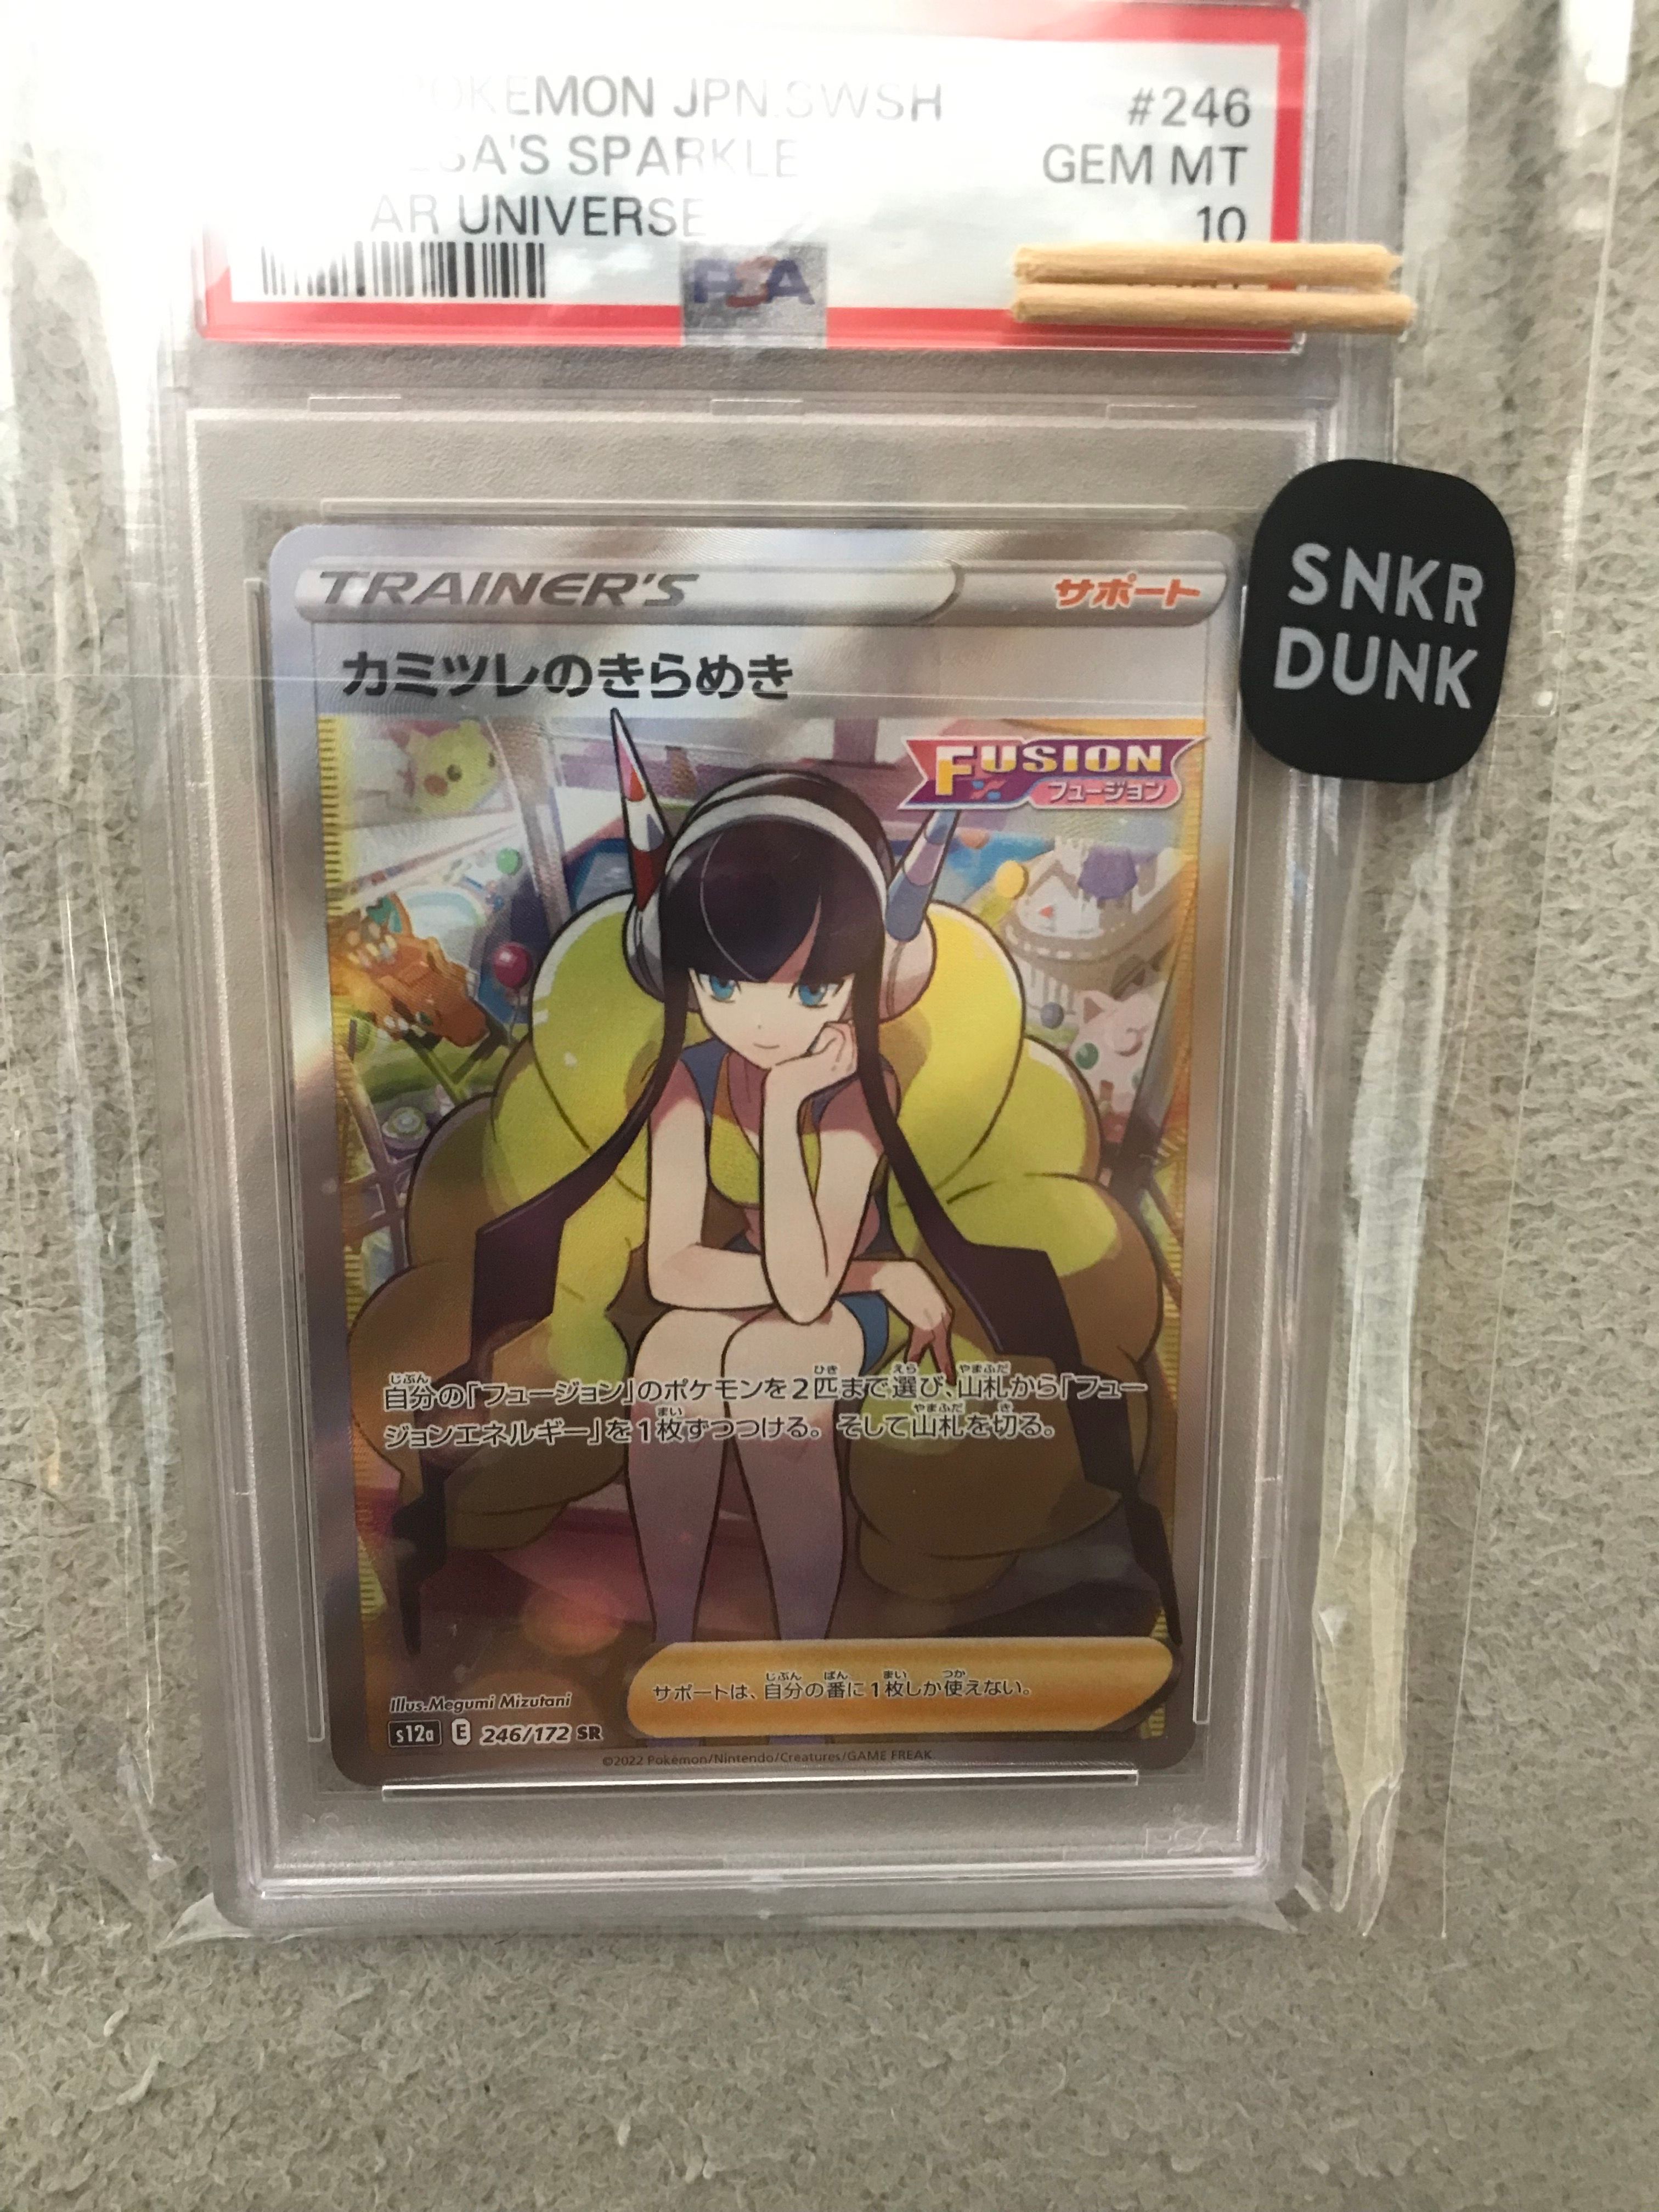 POKEMON JPN.SWSH #246
SA'S SPARKLE GEM MT
AR UNIVERSE 10
PSA
SNKR
DUNK
TRAINER'S サポート
カミツレのきらめき
FUSION
フュージョン
自分の「フュージョン」のポケモンを2匹まで選び、山札から「フュー
ジョンエネルギー」を1枚ずつつける。そして山札を切る。
サポートは、自分の番に1枚しか使えない。
Illus.Megumi Mizutani
s12a E 246/172 SR
©2022 Pokémon/Nintendo/Creatures/GAME FREAK
PSA